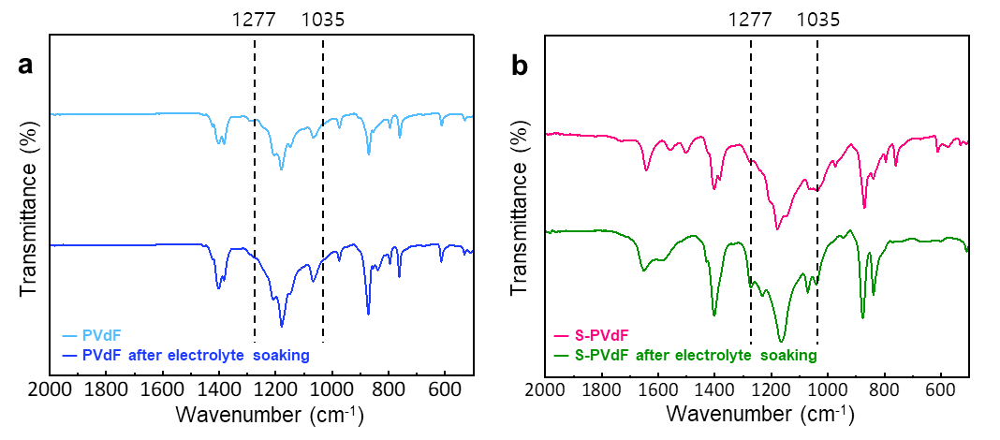 1277 1035
a
Transmittance (%)
PVdF
PVdF after electrolyte soaking
2000 1800 1600 1400 1200 1000 800 600
Wavenumber (cm-1)
1277 1035
b
Transmittance (%)
S-PVdF
S-PVdF after electrolyte soaking
2000 1800 1600 1400 1200 1000 800 600
Wavenumber (cm-1)